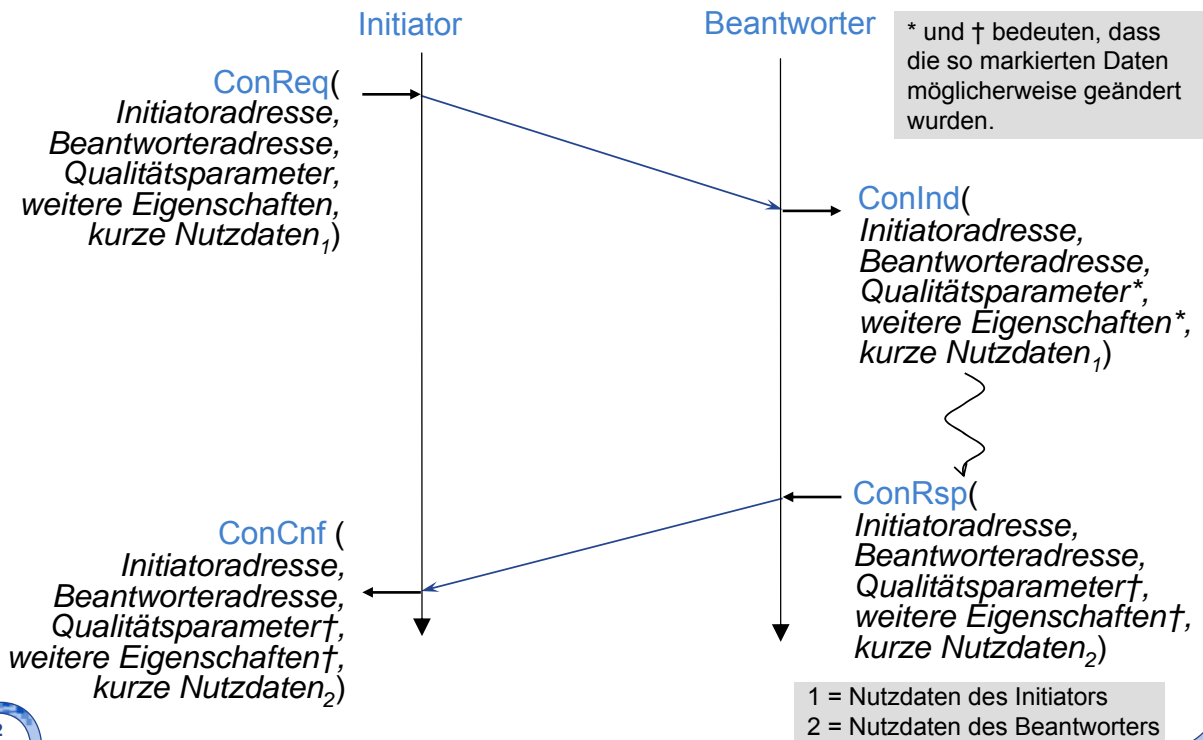 Initiator
Beantworter
* und † bedeuten, dass
die so markierten Daten
möglicherweise geändert
wurden.
ConReq(
Initiatoradresse,
Beantworteradresse,
Qualitätsparameter,
weitere Eigenschaften,
kurze Nutzdaten1)
ConInd(
Initiatoradresse,
Beantworteradresse,
Qualitätsparameter*,
weitere Eigenschaften*,
kurze Nutzdaten1)
ConRsp(
Initiatoradresse,
Beantworteradresse,
Qualitätsparameter†,
weitere Eigenschaften†,
kurze Nutzdaten2)
ConCnf (
Initiatoradresse,
Beantworteradresse,
Qualitätsparameter†,
weitere Eigenschaften†,
kurze Nutzdaten2)
1 = Nutzdaten des Initiators
2 = Nutzdaten des Beantworters
2